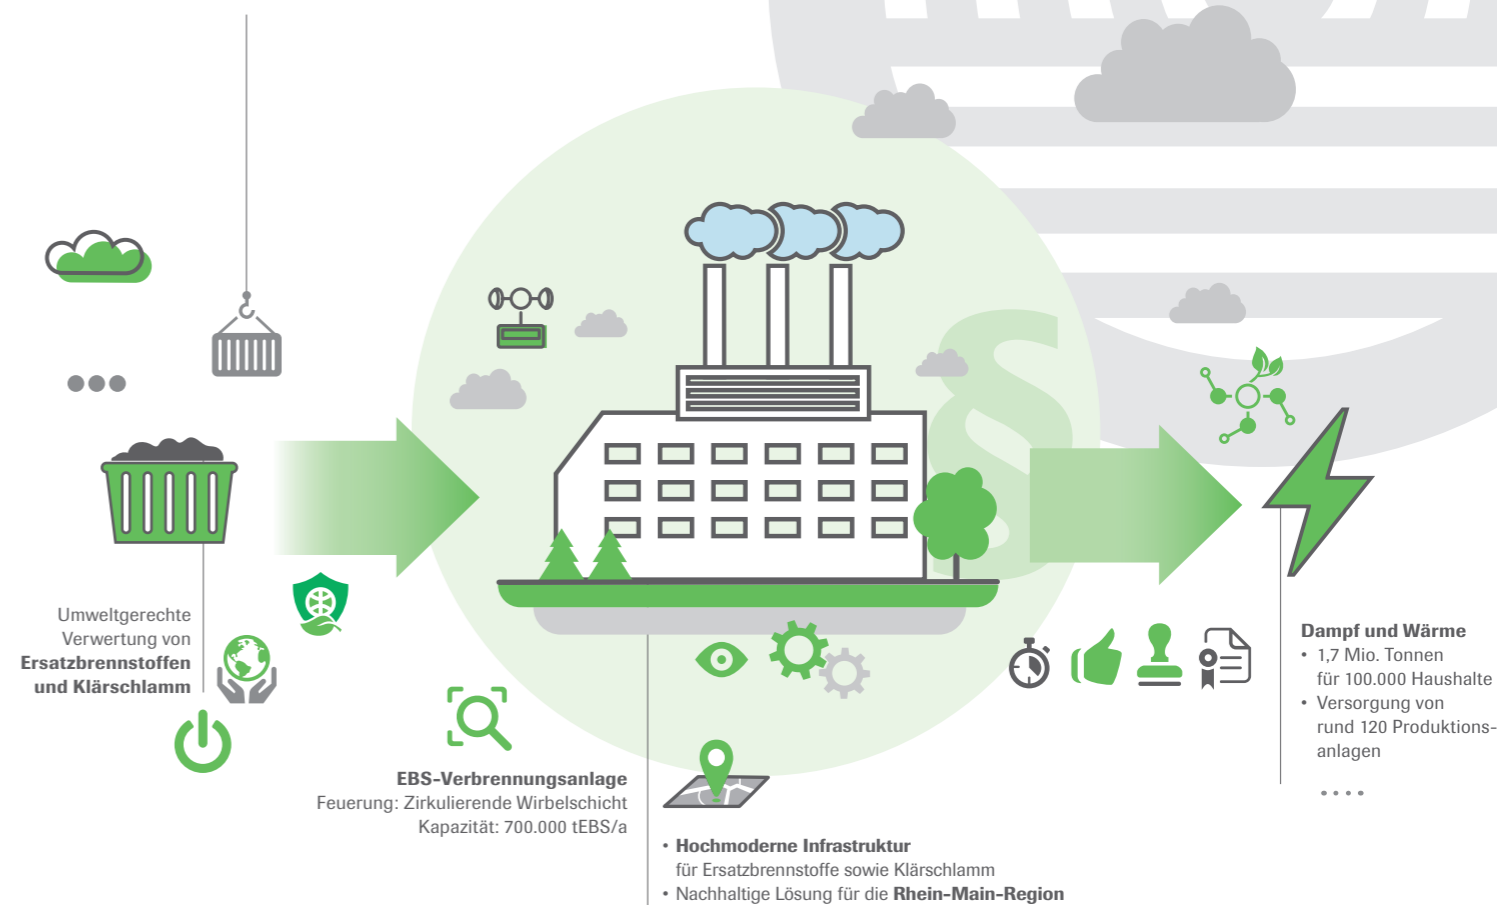 Umweltgerechte
Verwertung von
Ersatzbrennstoffen
und Klärschlamm
EBS-Verbrennungsanlage
Feuerung: Zirkulierende Wirbelschicht
Kapazität: 700.000 tEBS/a
• Hochmoderne Infrastruktur
für Ersatzbrennstoffe sowie Klärschlamm
• Nachhaltige Lösung für die Rhein-Main-Region
§
Dampf und Wärme
• 1,7 Mio. Tonnen
für 100.000 Haushalte
• Versorgung von
rund 120 Produktions-
anlagen